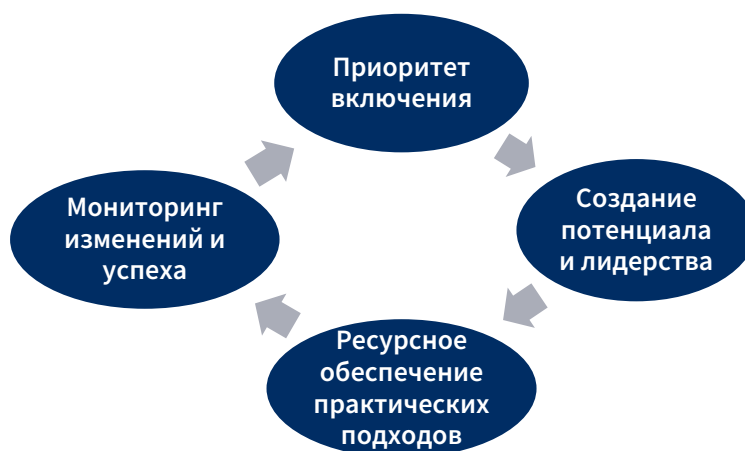 Приоритет
включения
Создание
потенциала
и лидерства
Ресурсное
обеспечение
практических
подходов
Мониторинг
изменений и
успеха